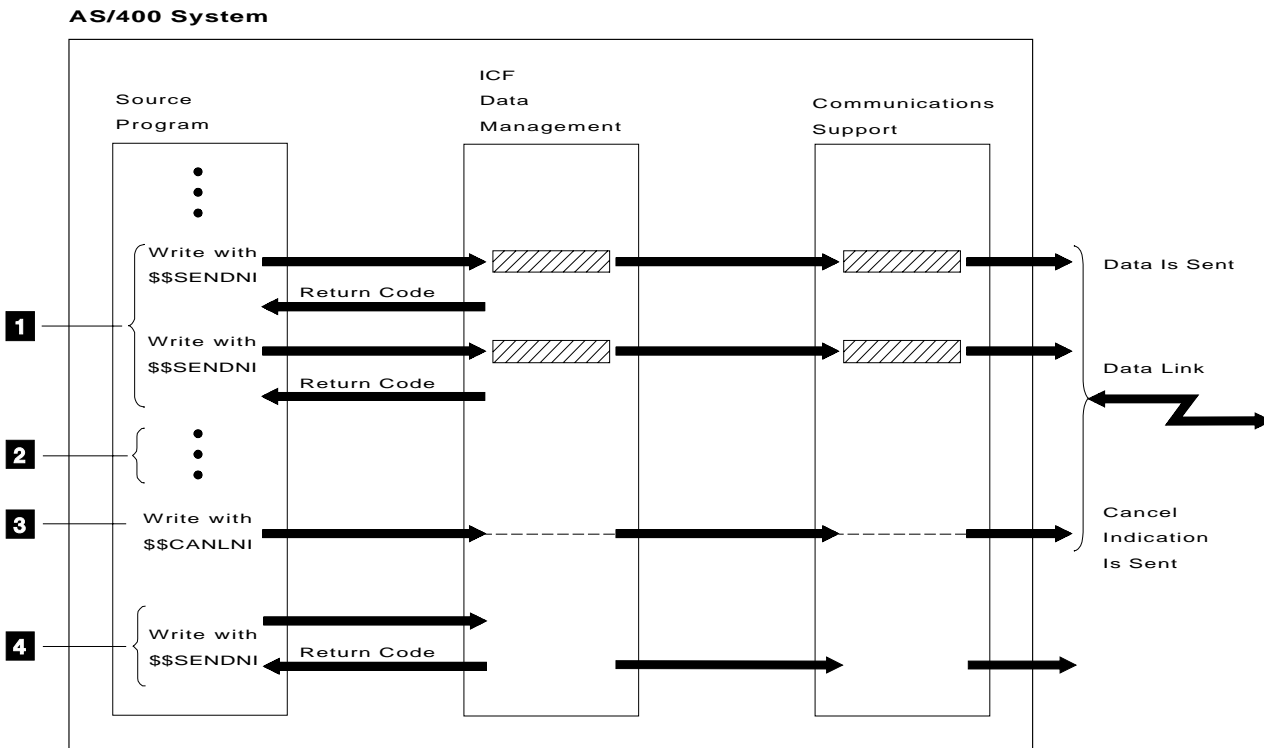 AS/400 System
Source
Program
ICF
Data
Management
Communications
Support
1
Write with
$$SENDNI
Return Code
Data Is Sent
Write with
$$SENDNI
Return Code
Data Link
2
3
Write with
$$CANLNI
Cancel
Indication
Is Sent
4
Write with
$$SENDNI
Return Code